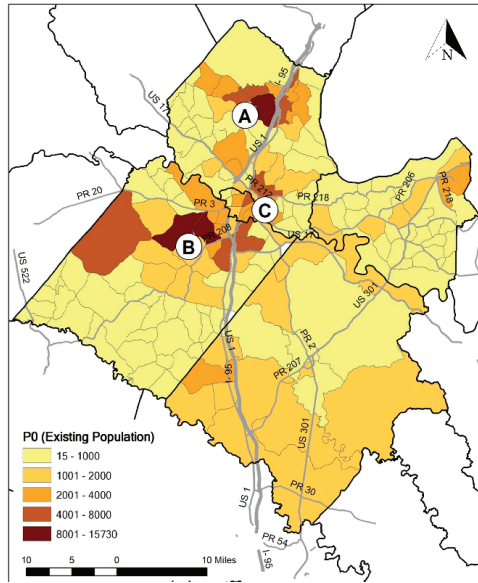 N
I- 95
US 17
US 1
A
PR 206
PR 218
PR 20
PR 3
PR 212
PR 218
C
PR 208
US 17
B
US 522
US 301
US 1
PR 2
PR 207
I- 95
US 301
P0 (Existing Population)
15 - 1000
1001 - 2000
2001 - 4000
4001 - 8000
8001 - 15730
US 1
PR 30
PR 54
I- 95
10 5 0 10 Miles